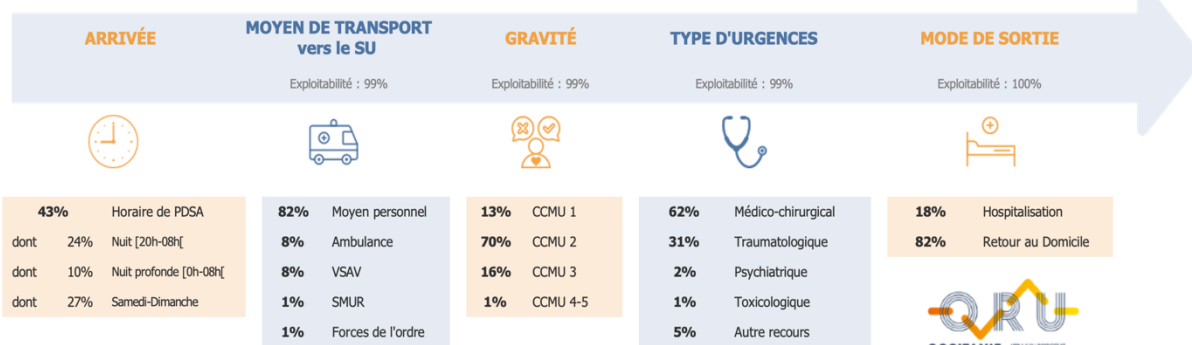 ARRIVÉE
MOYEN DE TRANSPORT
vers le SU
Exploitabilité : 99%
GRAVITÉ
Exploitabilité : 99%
TYPE D'URGENCES
Exploitabilité : 99%
MODE DE SORTIE
Exploitabilité : 100%
43% Horaire de PDSA
dont 24% Nuit [20h-08h[
dont 10% Nuit profonde [0h-08h[
dont 27% Samedi-Dimanche
82% Moyen personnel
8% Ambulance
8% VSAV
1% SMUR
1% Forces de l'ordre
13% CCMU 1
70% CCMU 2
16% CCMU 3
1% CCMU 4-5
62% Médico-chirurgical
31% Traumatologique
2% Psychiatrique
1% Toxicologique
5% Autre recours
18% Hospitalisation
82% Retour au Domicile
ORU